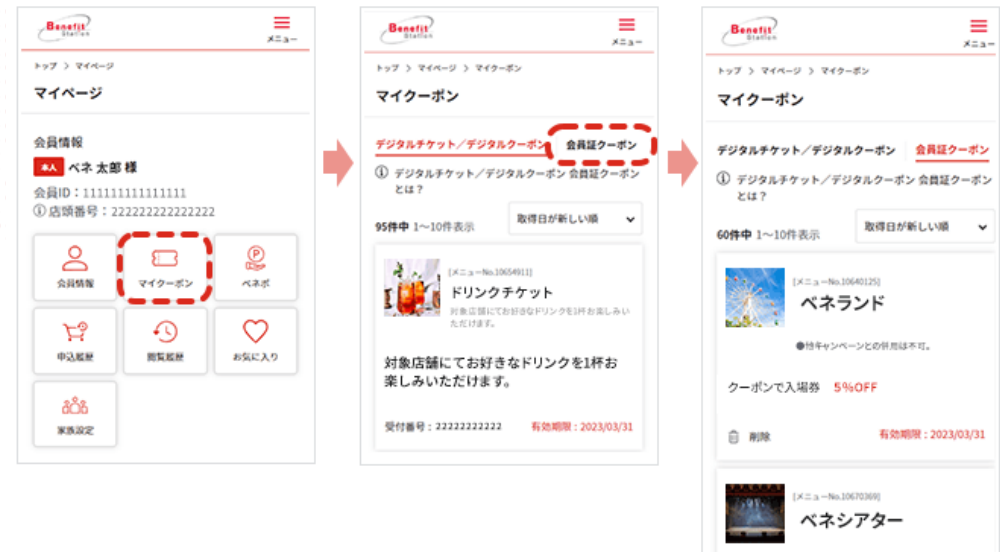 Benefit
Station
メニュー
トップ > マイページ
マイページ
会員情報
本人 ベネ 太郎 様
会員ID：111111111111111
店頭番号：222222222222222
会員情報
マイクーポン
ベネポ
申込履歴
閲覧履歴
お気に入り
家族設定
Benefit
Station
メニュー
トップ > マイページ > マイクーポン
マイクーポン
デジタルチケット／デジタルクーポン 会員証クーポン
デジタルチケット／デジタルクーポン 会員証クーポン
とは？
取得日が新しい順
95件中 1～10件表示
[メニューNo.10654911]
ドリンクチケット
対象店舗にてお好きなドリンクを1杯お楽しみい
ただけます。
対象店舗にてお好きなドリンクを1杯お
楽しみいただけます。
受付番号：22222222222 有効期限：2023/03/31
Benefit
Station
メニュー
トップ > マイページ > マイクーポン
マイクーポン
デジタルチケット／デジタルクーポン 会員証クーポン
デジタルチケット／デジタルクーポン 会員証クーポン
とは？
取得日が新しい順
60件中 1～10件表示
[メニューNo.10640125]
ベネランド
●他キャンペーンとの併用は不可。
クーポンで入場券 5%OFF
削除 有効期限：2023/03/31
[メニューNo.10670369]
ベネシアター